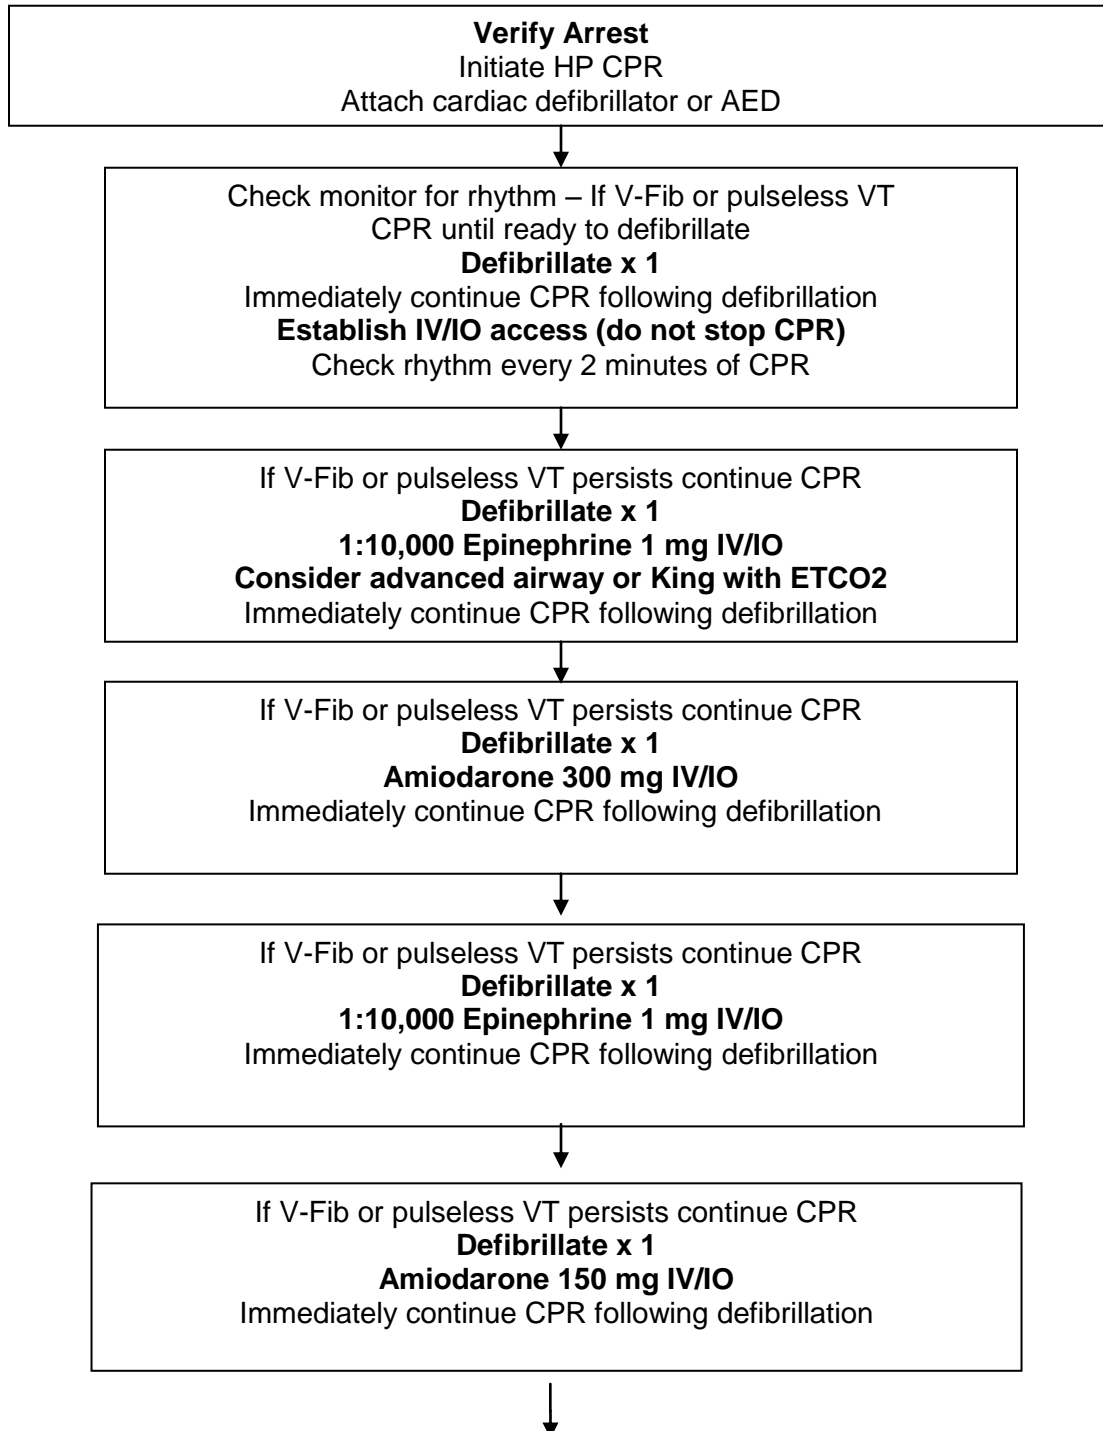 Verify Arrest
Initiate HP CPR
Attach cardiac defibrillator or AED
Check monitor for rhythm – If V-Fib or pulseless VT
CPR until ready to defibrillate
Defibrillate x 1
Immediately continue CPR following defibrillation
Establish IV/IO access (do not stop CPR)
Check rhythm every 2 minutes of CPR
If V-Fib or pulseless VT persists continue CPR
Defibrillate x 1
1:10,000 Epinephrine 1 mg IV/IO
Consider advanced airway or King with ETCO2
Immediately continue CPR following defibrillation
If V-Fib or pulseless VT persists continue CPR
Defibrillate x 1
Amiodarone 300 mg IV/IO
Immediately continue CPR following defibrillation
If V-Fib or pulseless VT persists continue CPR
Defibrillate x 1
1:10,000 Epinephrine 1 mg IV/IO
Immediately continue CPR following defibrillation
If V-Fib or pulseless VT persists continue CPR
Defibrillate x 1
Amiodarone 150 mg IV/IO
Immediately continue CPR following defibrillation